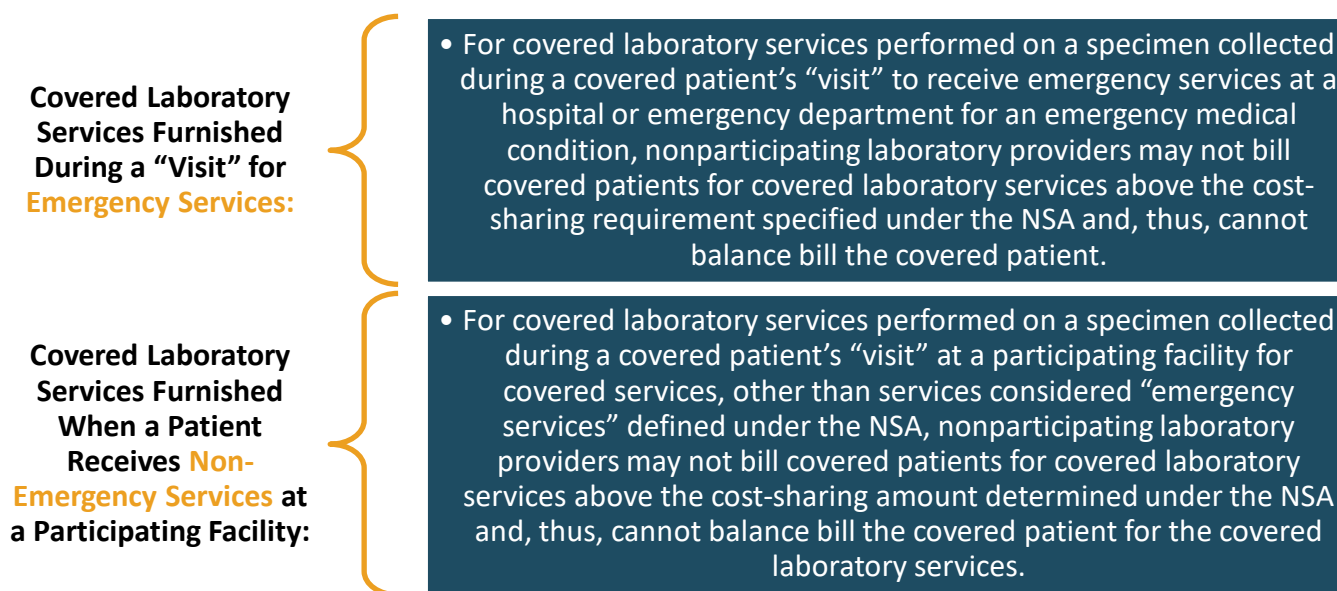 Covered Laboratory
Services Furnished
During a “Visit” for
Emergency Services:
• For covered laboratory services performed on a specimen collected
during a covered patient’s “visit” to receive emergency services at a
hospital or emergency department for an emergency medical
condition, nonparticipating laboratory providers may not bill
covered patients for covered laboratory services above the cost-
sharing requirement specified under the NSA and, thus, cannot
balance bill the covered patient.
Covered Laboratory
Services Furnished
When a Patient
Receives Non-
Emergency Services at
a Participating Facility:
• For covered laboratory services performed on a specimen collected
during a covered patient’s “visit” at a participating facility for
covered services, other than services considered “emergency
services” defined under the NSA, nonparticipating laboratory
providers may not bill covered patients for covered laboratory
services above the cost-sharing amount determined under the NSA
and, thus, cannot balance bill the covered patient for the covered
laboratory services.